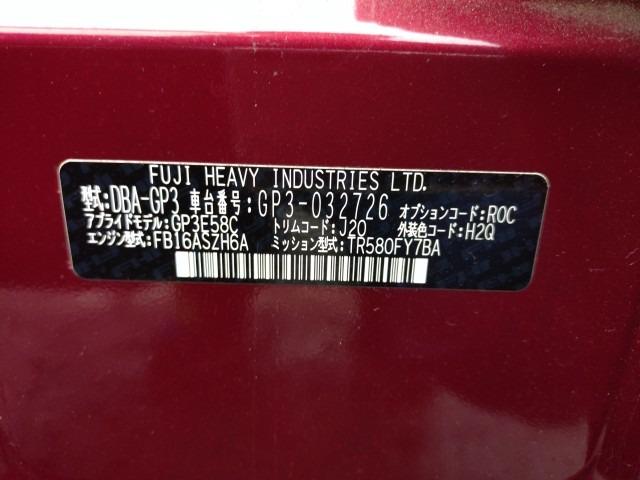 FUJI HEAVY INDUSTRIES LTD.
型式:DBA-GP3 車台番号:GP3-032726 オプションコード:ROC
アプライドモデル:GP3E58C トリムコード:J20 外装色コード:H2Q
エンジン型式:FB16ASZH6A ミッション型式:TR580FY7BA